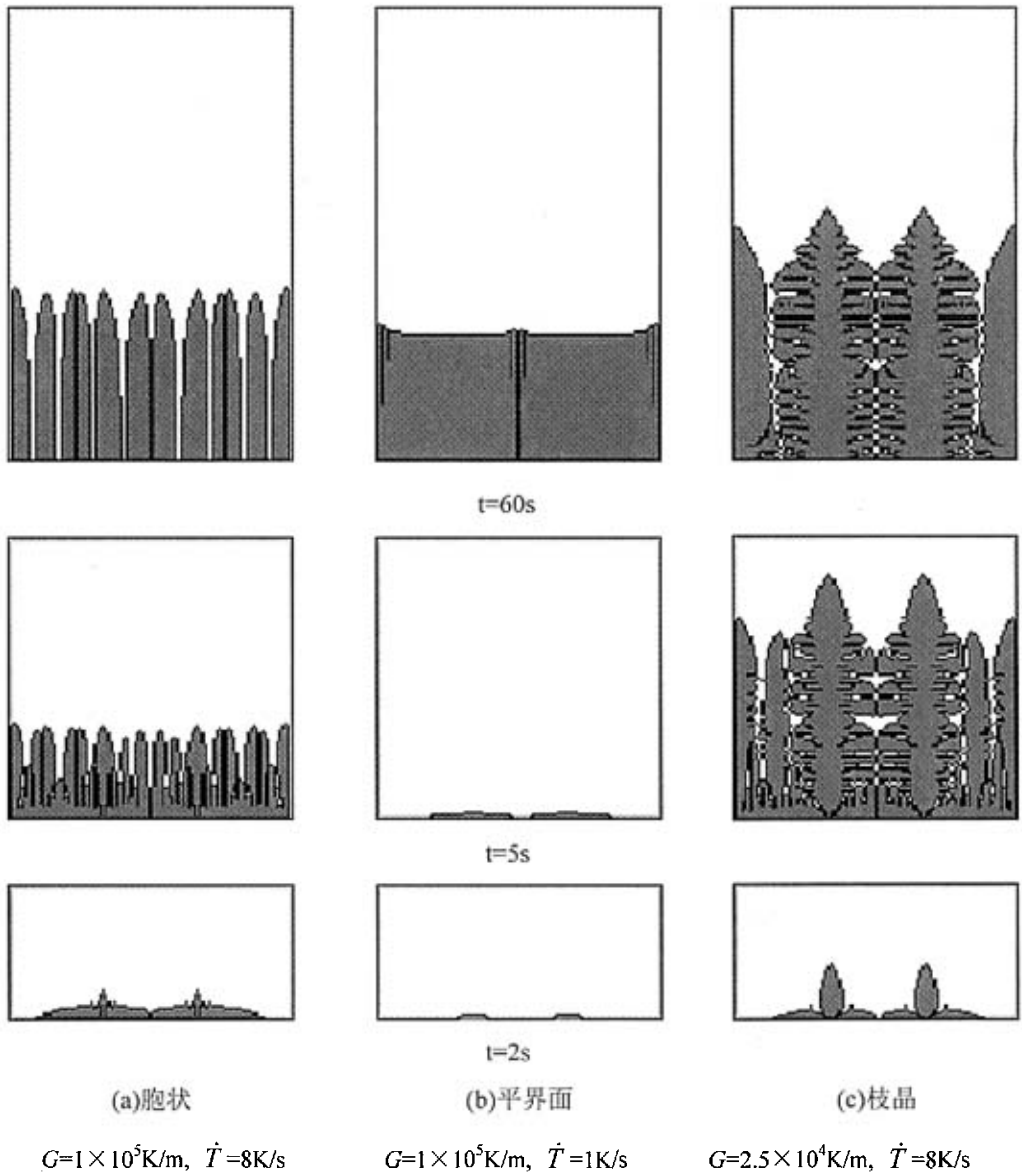 t=60s
t=5s
t=2s
(a)胞状 (b)平界面 (c)枝晶
G=1×10⁵K/m, Ṫ=8K/s G=1×10⁵K/m, Ṫ=1K/s G=2.5×10⁴K/m, Ṫ=8K/s